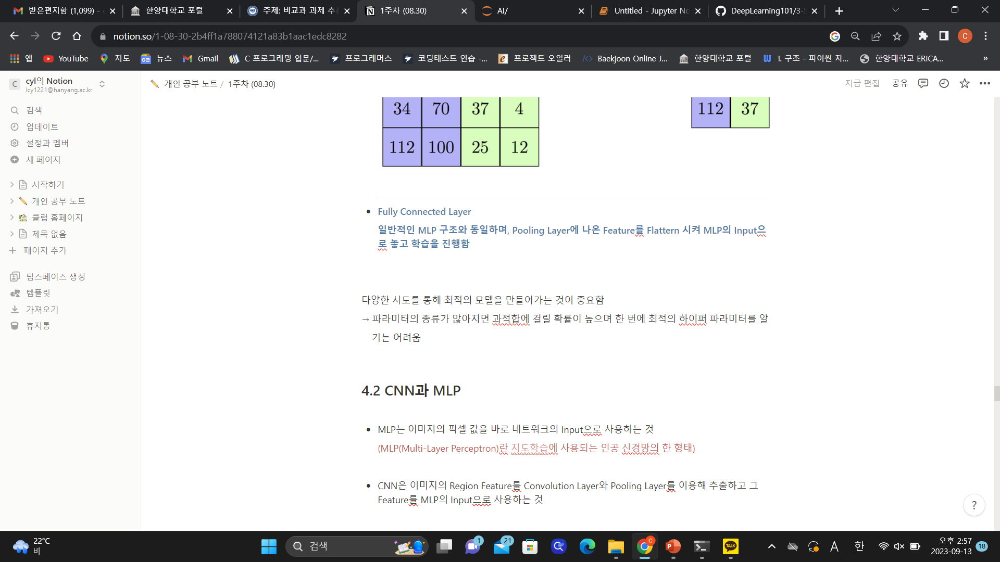 받은편지함 (1,099) -
한양대학교 포털
주제: 비교과 과제 추
1주차 (08.30)
AI/
Untitled - Jupyter No
DeepLearning101/3-5
notion.so/1-08-30-2b4ff1a788074121a83b1aac1edc8282
C
앱
YouTube
지도
뉴스
Gmail
C 프로그래밍 입문/...
프로그래머스
코딩테스트 연습 -...
프로젝트 오일러
Baekjoon Online J...
한양대학교 포털
i. 구조 - 파이썬 자...
한양대학교 ERICA...
»
C
cyl의 Notion
lcy1221@hanyang.ac.kr
개인 공부 노트 / 1주차 (08.30)
지금 편집
공유
검색
업데이트
설정과 멤버
새 페이지
시작하기
개인 공부 노트
클럽 홈페이지
제목 없음
페이지 추가
팀스페이스 생성
템플릿
가져오기
휴지통
34 70 37 4
112 100 25 12
112 37
• Fully Connected Layer
일반적인 MLP 구조와 동일하며, Pooling Layer에 나온 Feature를 Flattern 시켜 MLP의 Input으
로 놓고 학습을 진행함
다양한 시도를 통해 최적의 모델을 만들어가는 것이 중요함
→ 파라미터의 종류가 많아지면 과적합에 걸릴 확률이 높으며 한 번에 최적의 하이퍼 파라미터를 알
기는 어려움
4.2 CNN과 MLP
• MLP는 이미지의 픽셀 값을 바로 네트워크의 Input으로 사용하는 것
(MLP(Multi-Layer Perceptron)란 지도학습에 사용되는 인공 신경망의 한 형태)
• CNN은 이미지의 Region Feature를 Convolution Layer와 Pooling Layer를 이용해 추출하고 그
Feature를 MLP의 Input으로 사용하는 것
?
22°C
비
검색
1
21
C
P
TALK
A
한
오후 2:57
2023-09-13
18